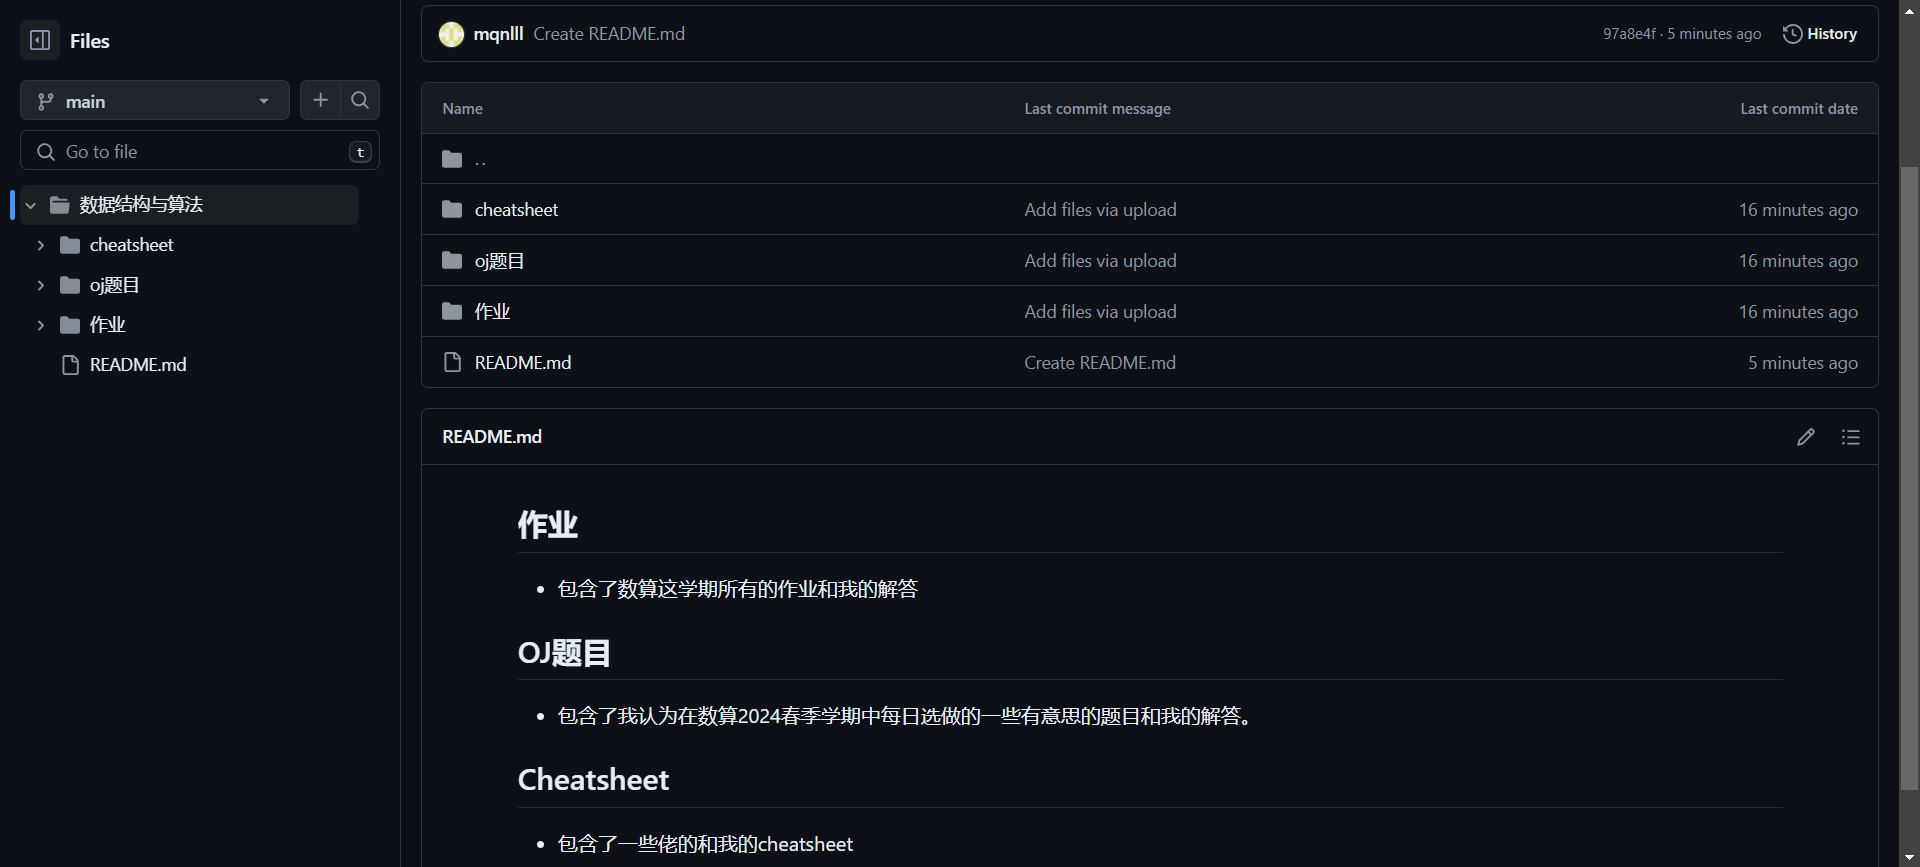 Files
main
Go to file
t
数据结构与算法
cheatsheet
oj题目
作业
README.md
mqnlll Create README.md 97a8e4f · 5 minutes ago History
Name Last commit message Last commit date
..
cheatsheet Add files via upload 16 minutes ago
oj题目 Add files via upload 16 minutes ago
作业 Add files via upload 16 minutes ago
README.md Create README.md 5 minutes ago
README.md
作业
• 包含了数算这学期所有的作业和我的解答
OJ题目
• 包含了我认为在数算2024春季学期中每日选做的一些有意思的题目和我的解答。
Cheatsheet
• 包含了一些佬的和我的cheatsheet